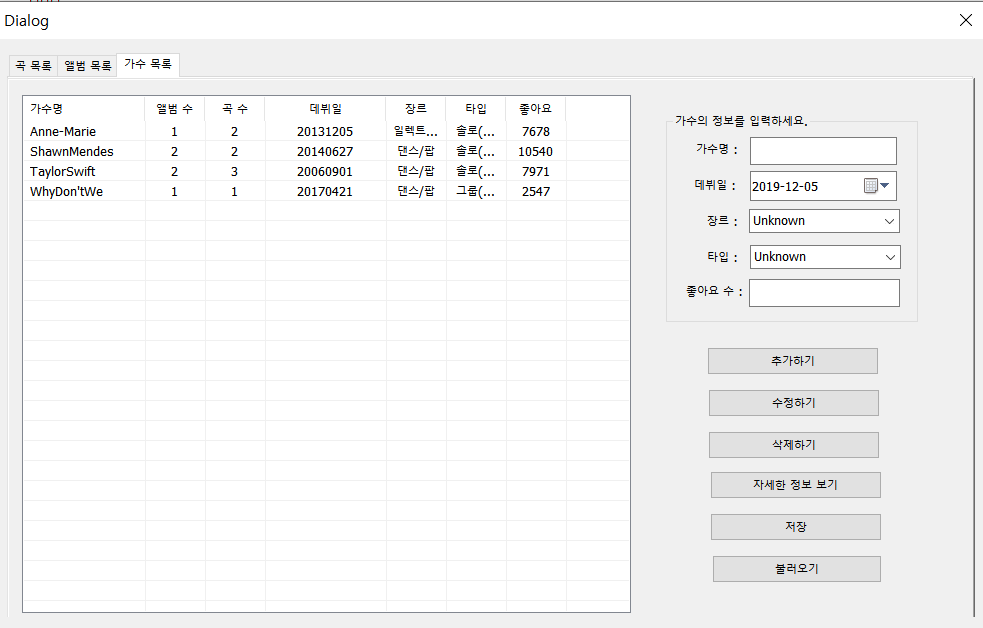 Dialog
곡 목록 앨범 목록 가수 목록
가수명 앨범 수 곡 수 데뷔일 장르 타입 좋아요
Anne-Marie 1 2 20131205 일렉트... 솔로(... 7678
ShawnMendes 2 2 20140627 댄스/팝 솔로(... 10540
TaylorSwift 2 3 20060901 댄스/팝 솔로(... 7971
WhyDon'tWe 1 1 20170421 댄스/팝 그룹(... 2547
가수의 정보를 입력하세요.
가수명 :
데뷔일 : 2019-12-05
장르 : Unknown
타입 : Unknown
좋아요 수 :
추가하기
수정하기
삭제하기
자세한 정보 보기
저장
불러오기